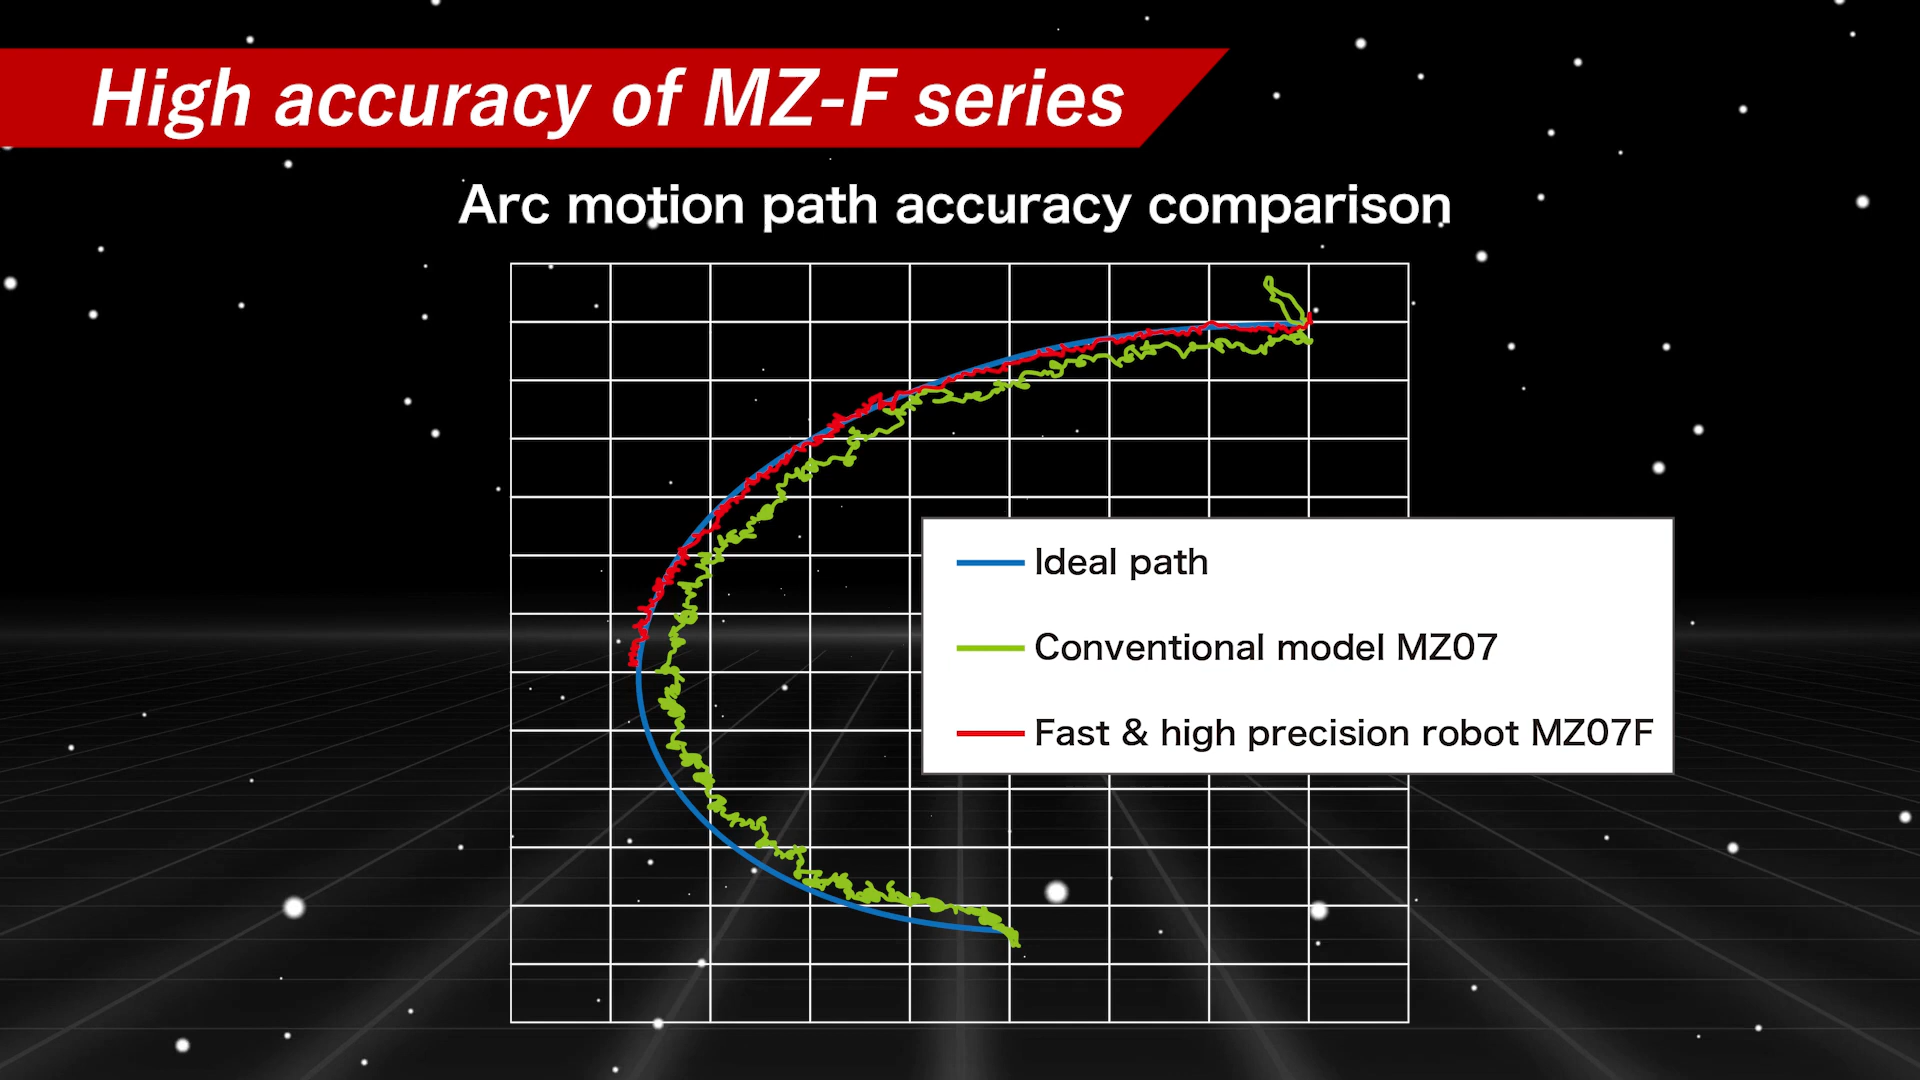 High accuracy of MZ-F series
Arc motion path accuracy comparison
Ideal path
Conventional model MZ07
Fast & high precision robot MZ07F